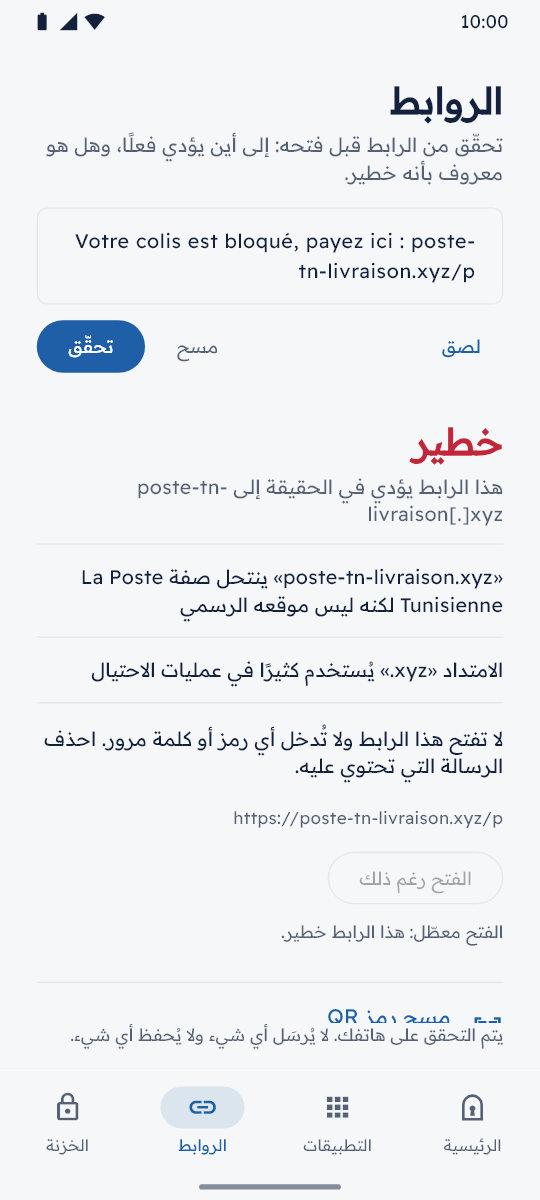 10:00
الروابط
تحقّق من الرابط قبل فتحه: إلى أين يؤدي فعلًا، وهل هو
معروف بأنه خطير.
Votre colis est bloqué, payez ici : poste-
tn-livraison.xyz/p
لصق
مسح
تحقّق
خطير
هذا الرابط يؤدي في الحقيقة إلى poste-tn-
livraison[.]xyz
«poste-tn-livraison.xyz» ينتحل صفة La Poste
Tunisienne لكنه ليس موقعه الرسمي
الامتداد «xyz.» يُستخدم كثيرًا في عمليات الاحتيال
لا تفتح هذا الرابط ولا تُدخل أي رمز أو كلمة مرور. احذف
الرسالة التي تحتوي عليه.
https://poste-tn-livraison.xyz/p
الفتح رغم ذلك
الفتح معطّل: هذا الرابط خطير.
مسح رمز QR
يتم التحقق على هاتفك. لا يُرسَل أي شيء ولا يُحفظ أي شيء.
الرئيسية
التطبيقات
الروابط
الخزنة